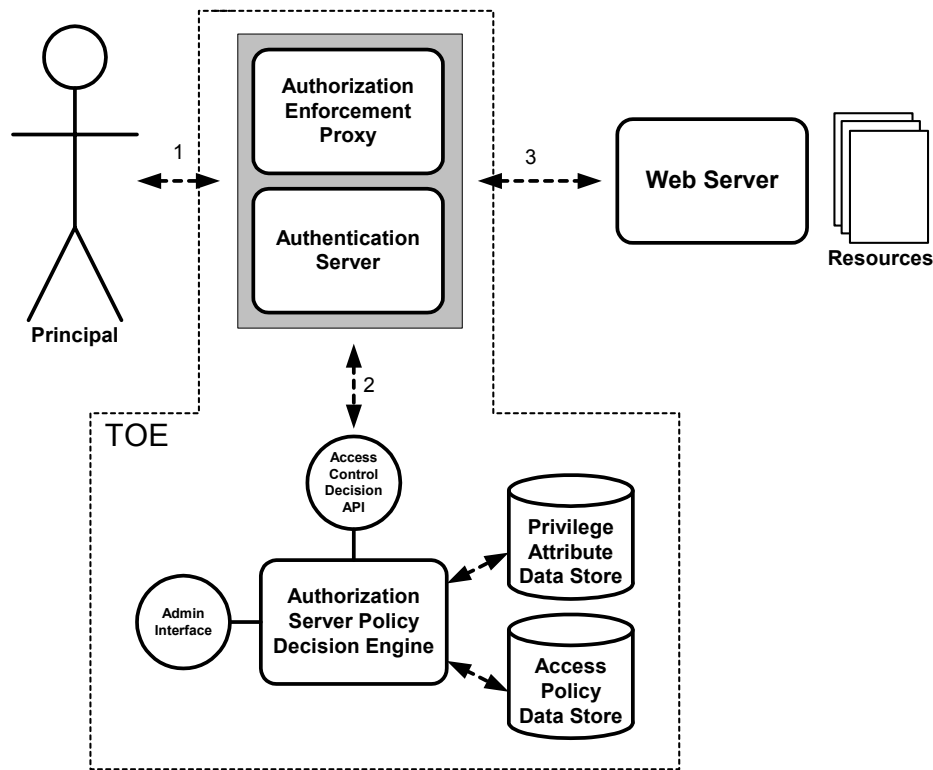 Authorization
Enforcement
Proxy
1
3
Web Server
Authentication
Server
Resources
Principal
2
TOE
Access
Control
Decision
API
Privilege
Attribute
Data Store
Admin
Interface
Authorization
Server Policy
Decision Engine
Access
Policy
Data Store